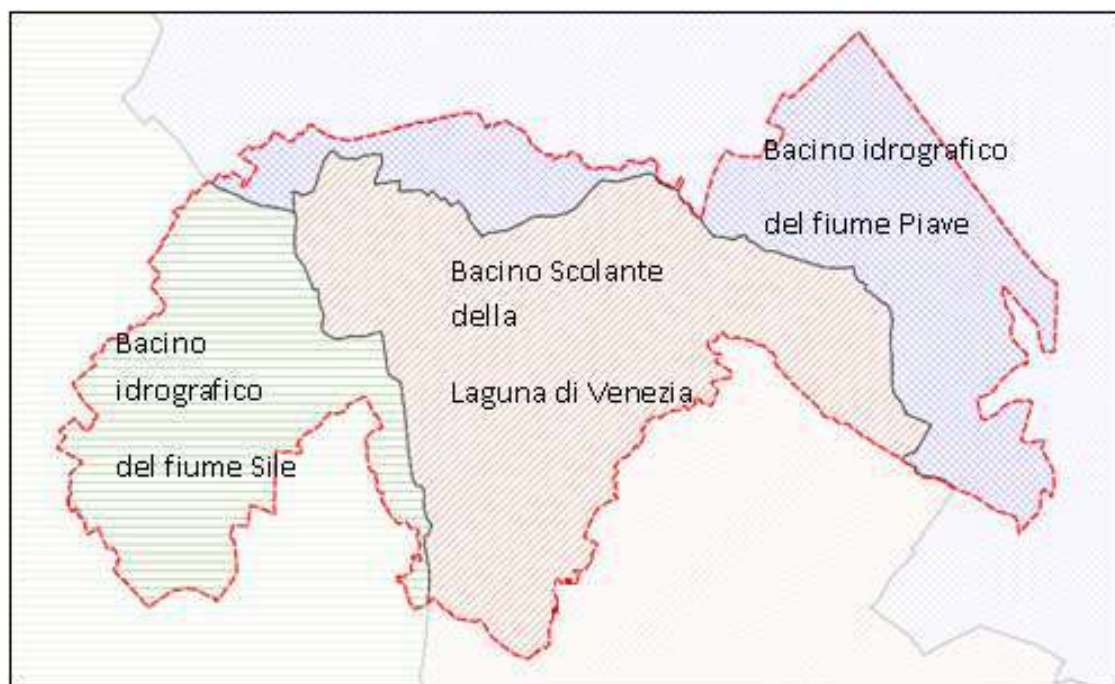 Bacino idrografico
del fiume Piave
Bacino Scolante
della
Laguna di Venezia
Bacino
idrografico
del fiume Sile